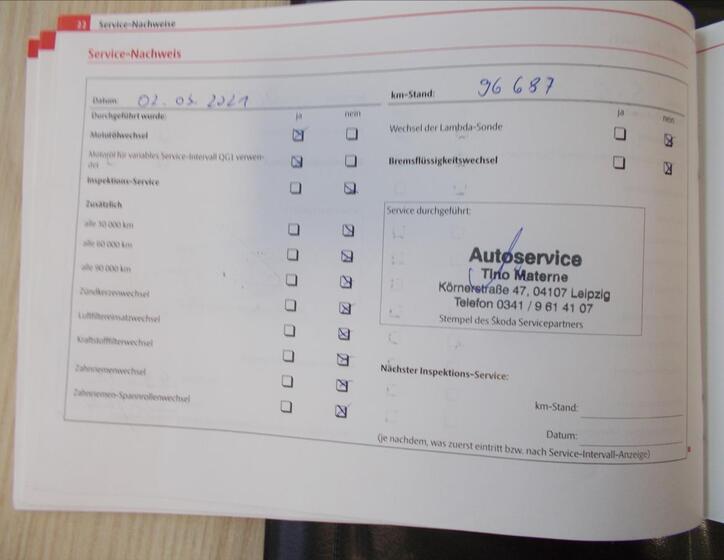 22 Service-Nachweise
Service-Nachweis
Datum: 02.09.2021
km-Stand: 96 687
Durchgeführt wurde: ja nein
ja nein
Motorölwechsel
Wechsel der Lambda-Sonde
Motoröl für variables Service-Intervall QG1 verwen-
det
Bremsflüssigkeitswechsel
Inspektions-Service
Zusätzlich
alle 30 000 km
alle 60 000 km
alle 90 000 km
Zündkerzenwechsel
Luftfiltereinsatzwechsel
Kraftstofffilterwechsel
Zahnriemenwechsel
Zahnriemen-Spannrollenwechsel
Service durchgeführt:
Autoservice
Tino Materne
Körnerstraße 47, 04107 Leipzig
Telefon 0341 / 9 61 41 07
Stempel des Škoda Servicepartners
Nächster Inspektions-Service:
km-Stand:
Datum:
(je nachdem, was zuerst eintritt bzw. nach Service-Intervall-Anzeige)